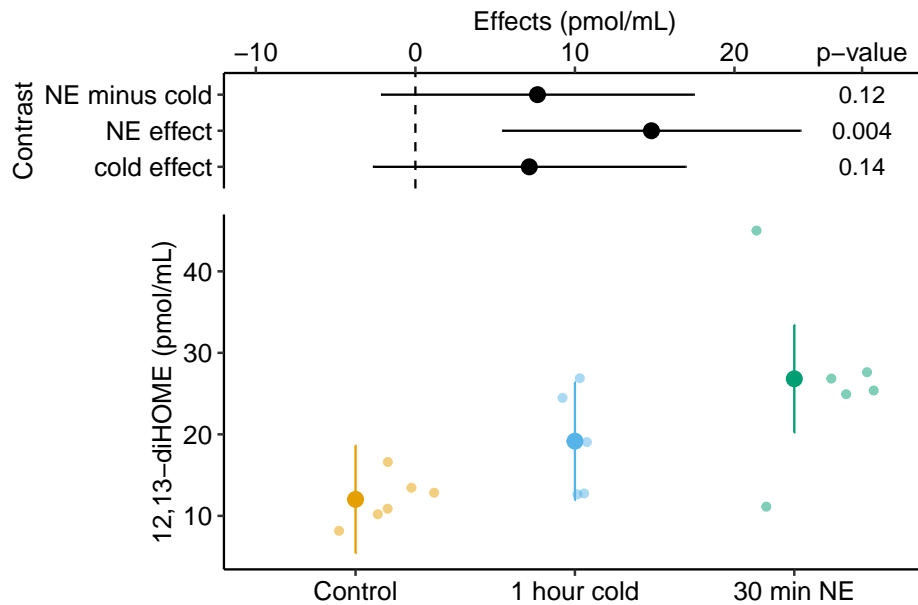 Effects (pmol/mL)
−10 0 10 20 p−value
Contrast
NE minus cold 0.12
NE effect 0.004
cold effect 0.14
12,13−diHOME (pmol/mL)
40
30
20
10
Control 1 hour cold 30 min NE